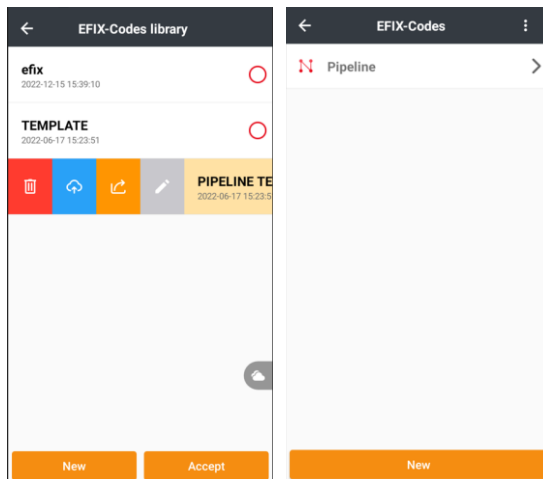 EFIX-Codes library
efix
2022-12-15 15:39:10
TEMPLATE
2022-06-17 15:23:51
PIPELINE TE
2022-06-17 15:23:5
New
Accept
EFIX-Codes
Pipeline
New